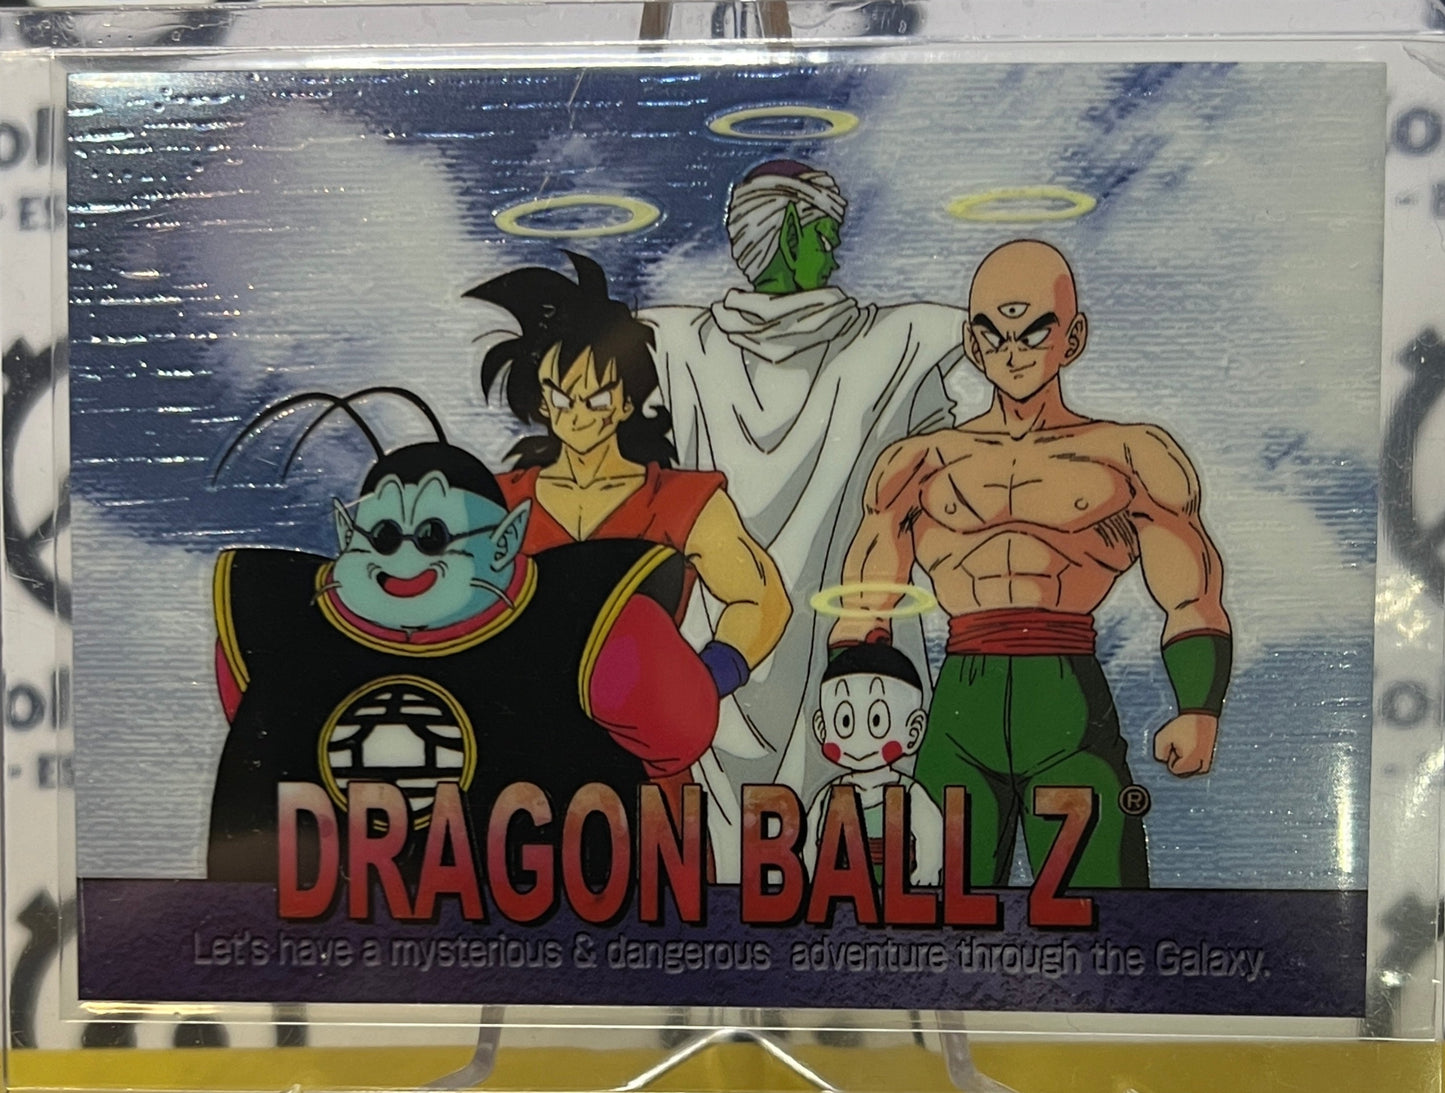 DRAGON BALL Z®
Let's have a mysterious & dangerous adventure through the Galaxy.